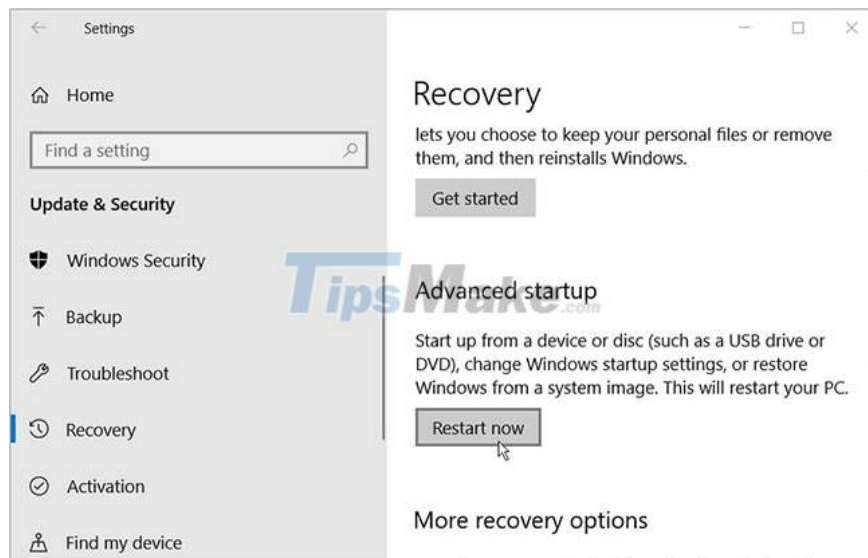 Settings
Home
Find a setting
Update & Security
Windows Security
Backup
Troubleshoot
Recovery
Activation
Find my device
Recovery
lets you choose to keep your personal files or remove
them, and then reinstalls Windows.
Get started
TipsMake.com
Advanced startup
Start up from a device or disc (such as a USB drive or
DVD), change Windows startup settings, or restore
Windows from a system image. This will restart your PC.
Restart now
More recovery options